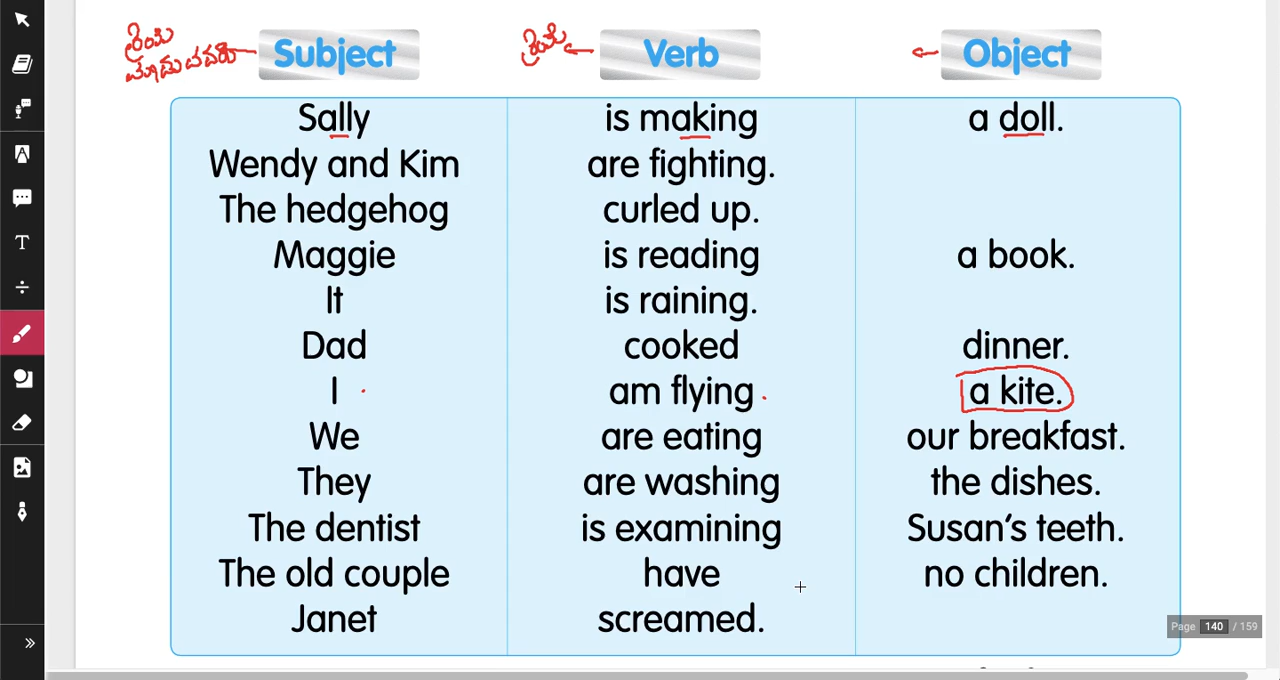 ಕ್ರಿಯೆ
ಮಾಡುವವರು
Subject
ಕ್ರಿಯೆ
Verb
Object
Sally is making a doll.
Wendy and Kim are fighting.
The hedgehog curled up.
Maggie is reading a book.
It is raining.
Dad cooked dinner.
I am flying a kite.
We are eating our breakfast.
They are washing the dishes.
The dentist is examining Susan's teeth.
The old couple have no children.
Janet screamed.
Page 140 / 159